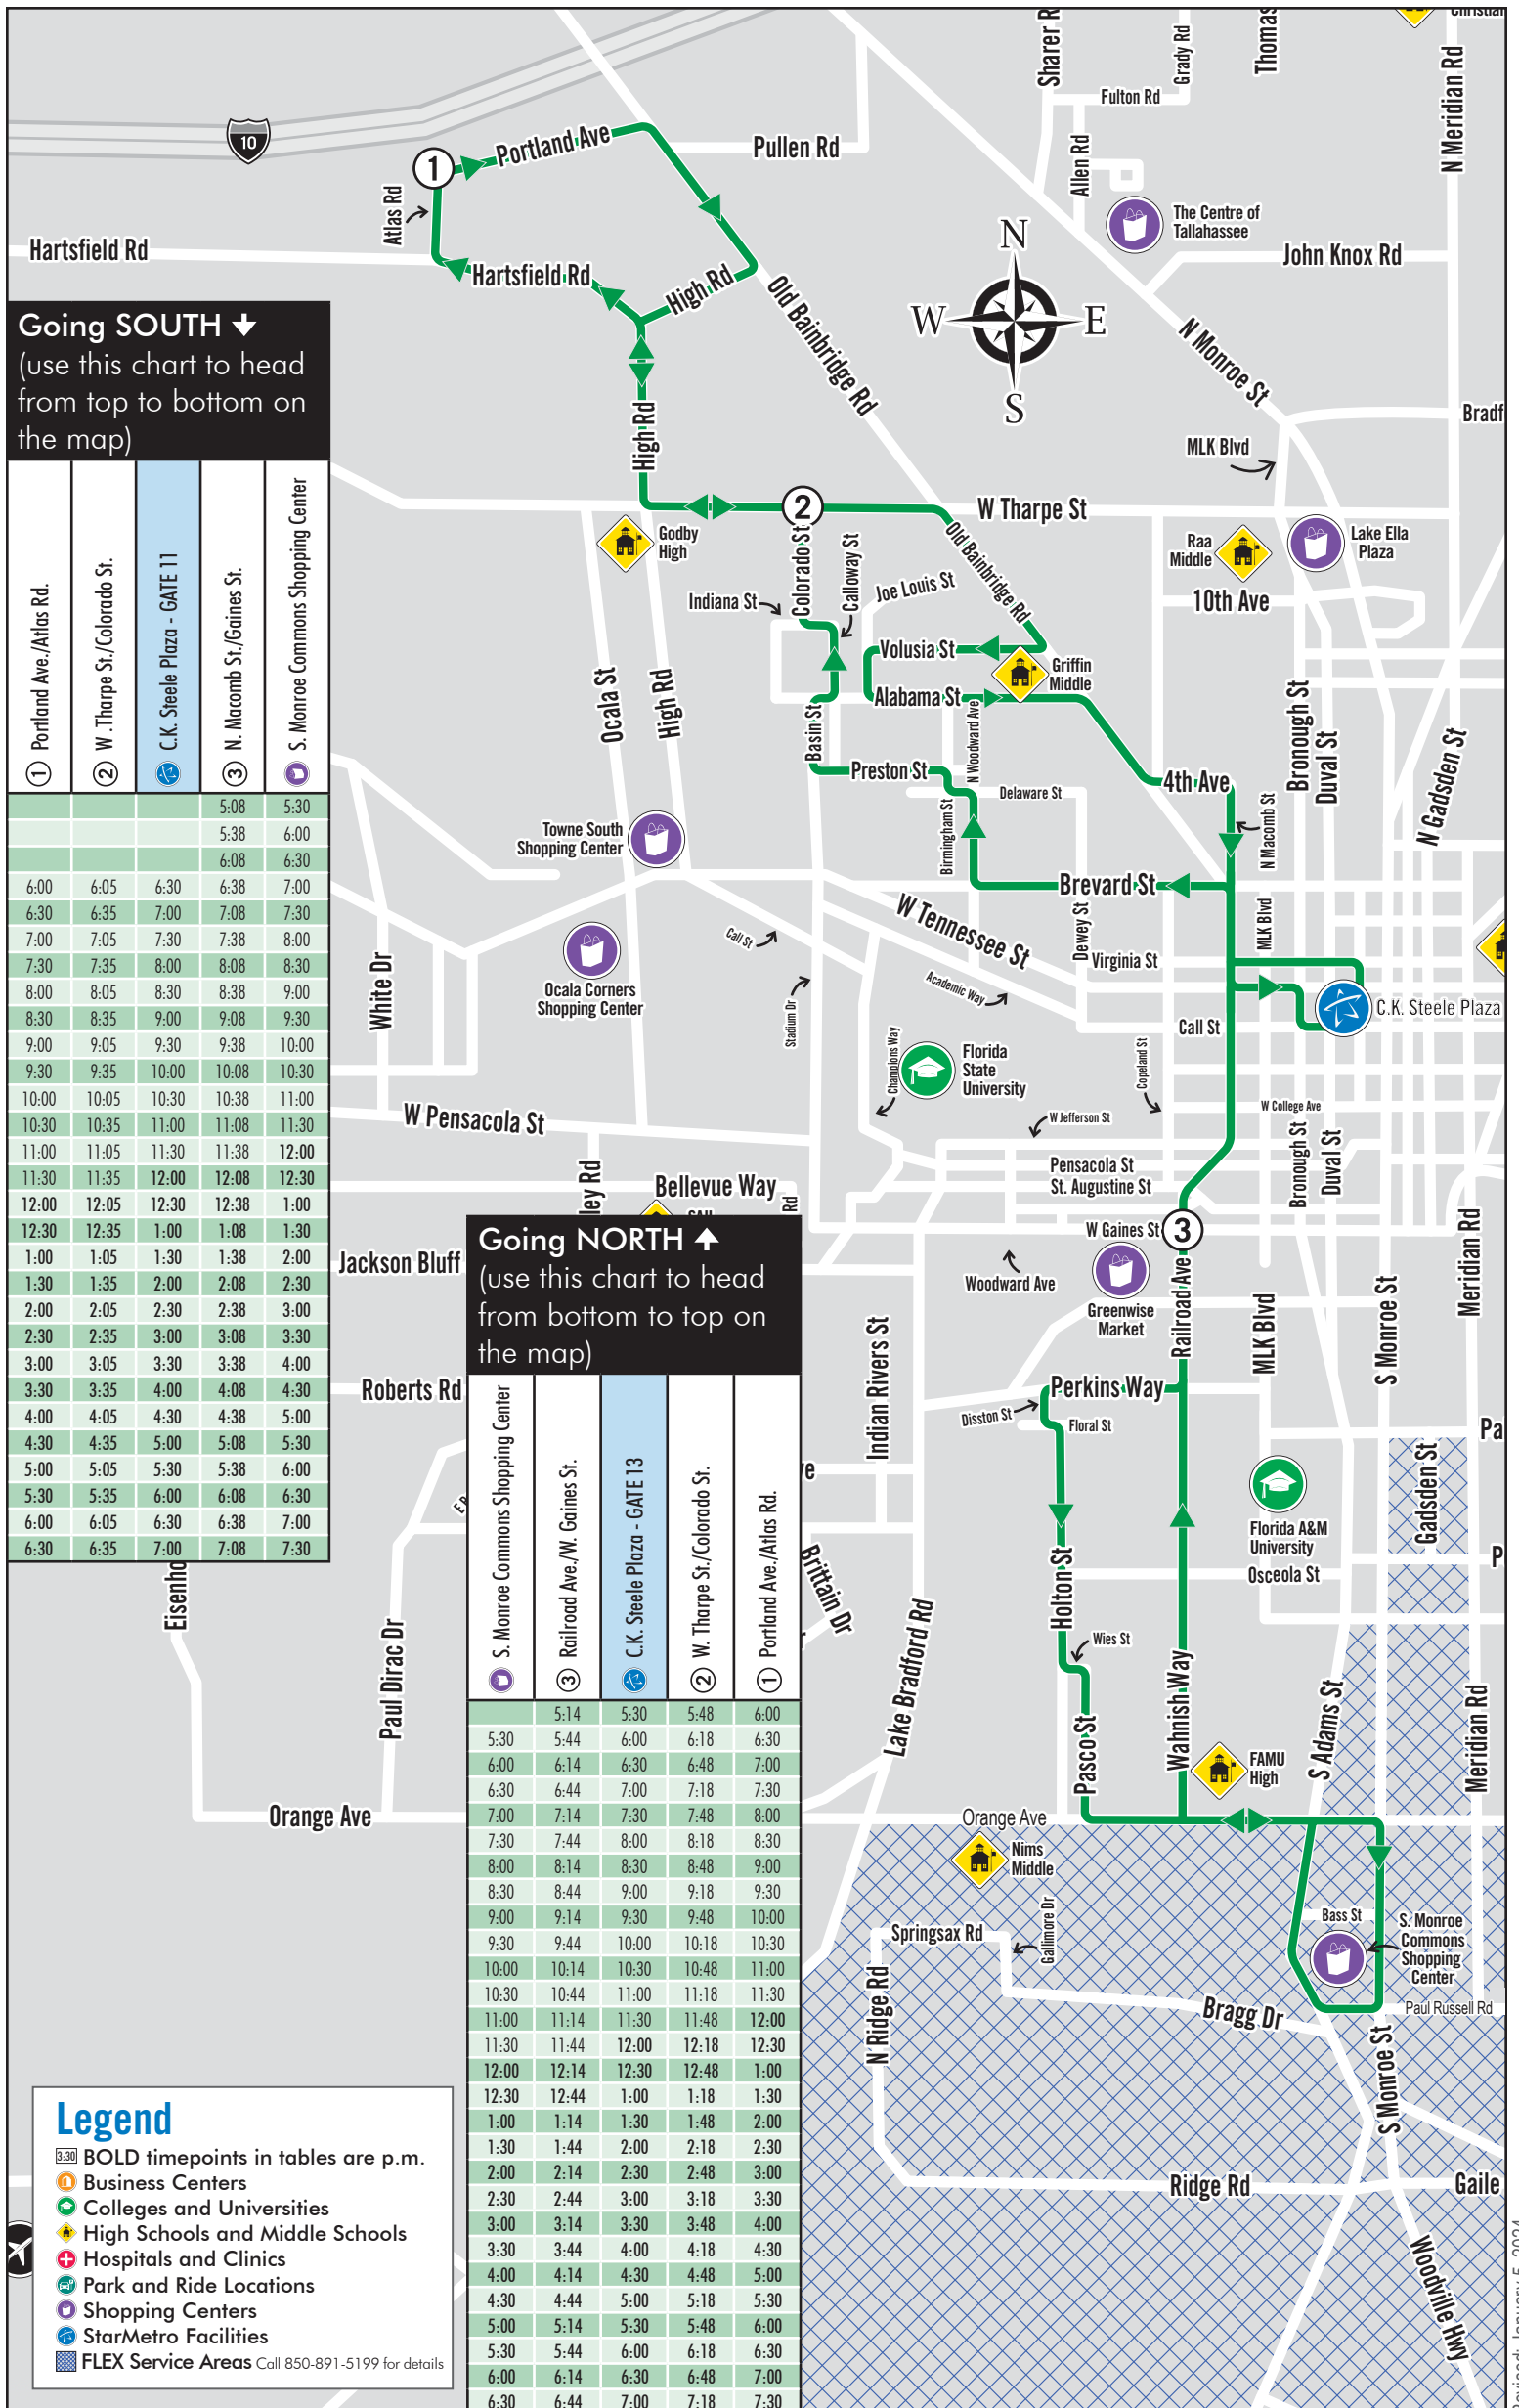 Sharer R
Grady Rd
Thomas
N Meridian Rd
Fulton Rd
10
Portland Ave
Pullen Rd
Allen Rd
1
Atlas Rd
The Centre of
Tallahassee
Hartsfield Rd
John Knox Rd
Hartsfield Rd
High Rd
Old Bainbridge Rd
N
W
E
S
N Monroe St
Bradf
MLK Blvd
High Rd
W Tharpe St
2
Godby
High
Colorado St
Calloway St
Old Bainbridge Rd
Raa
Middle
Lake Ella
Plaza
Joe Louis St
Indiana St
10th Ave
Volusia St
Griffin
Middle
Alabama St
Ocala St
High Rd
Basin St
N Woodward Ave
Bronough St
Duval St
N Gadsden St
Preston St
4th Ave
Delaware St
N Macomb St
Birmingham St
Towne South
Shopping Center
Brevard St
W Tennessee St
Dewey St
MLK Blvd
Call St
Virginia St
White Dr
Ocala Corners
Shopping Center
Academic Way
Stadium Dr
C.K. Steele Plaza
Call St
Champions Way
Florida
State
University
Copeland St
W College Ave
W Pensacola St
W Jefferson St
Pensacola St
St. Augustine St
Bronough St
Duval St
ley Rd
Bellevue Way
Rd
W Gaines St
3
Jackson Bluff
Woodward Ave
Greenwise
Market
Railroad Ave
MLK Blvd
S Monroe St
Meridian Rd
Indian Rivers St
Roberts Rd
Perkins Way
Disston St
Floral St
Pa
Gadsden St
ve
Florida A&M
University
Osceola St
P
Brittain Dr
Holton St
Wies St
Eisenho
Paul Dirac Dr
Lake Bradford Rd
Pasco St
Wahnish Way
S Adams St
Meridian Rd
FAMU
High
Orange Ave
Orange Ave
Nims
Middle
Gallimore Dr
Springsax Rd
Bass St
S. Monroe
Commons
Shopping
Center
N Ridge Rd
Bragg Dr
Paul Russell Rd
S Monroe St
Ridge Rd
Gaile
Woodville Hwy
Going SOUTH
(use this chart to head
from top to bottom on
the map)
1 Portland Ave./Atlas Rd.
2 W .Tharpe St./Colorado St.
C.K. Steele Plaza - GATE 11
3 N. Macomb St./Gaines St.
S. Monroe Commons Shopping Center
5:08 5:30
5:38 6:00
6:08 6:30
6:00 6:05 6:30 6:38 7:00
6:30 6:35 7:00 7:08 7:30
7:00 7:05 7:30 7:38 8:00
7:30 7:35 8:00 8:08 8:30
8:00 8:05 8:30 8:38 9:00
8:30 8:35 9:00 9:08 9:30
9:00 9:05 9:30 9:38 10:00
9:30 9:35 10:00 10:08 10:30
10:00 10:05 10:30 10:38 11:00
10:30 10:35 11:00 11:08 11:30
11:00 11:05 11:30 11:38 12:00
11:30 11:35 12:00 12:08 12:30
12:00 12:05 12:30 12:38 1:00
12:30 12:35 1:00 1:08 1:30
1:00 1:05 1:30 1:38 2:00
1:30 1:35 2:00 2:08 2:30
2:00 2:05 2:30 2:38 3:00
2:30 2:35 3:00 3:08 3:30
3:00 3:05 3:30 3:38 4:00
3:30 3:35 4:00 4:08 4:30
4:00 4:05 4:30 4:38 5:00
4:30 4:35 5:00 5:08 5:30
5:00 5:05 5:30 5:38 6:00
5:30 5:35 6:00 6:08 6:30
6:00 6:05 6:30 6:38 7:00
6:30 6:35 7:00 7:08 7:30
Going NORTH
(use this chart to head
from bottom to top on
the map)
S. Monroe Commons Shopping Center
3 Railroad Ave./W. Gaines St.
C.K. Steele Plaza - GATE 13
2 W. Tharpe St./Colorado St.
1 Portland Ave./Atlas Rd.
5:14 5:30 5:48 6:00
5:30 5:44 6:00 6:18 6:30
6:00 6:14 6:30 6:48 7:00
6:30 6:44 7:00 7:18 7:30
7:00 7:14 7:30 7:48 8:00
7:30 7:44 8:00 8:18 8:30
8:00 8:14 8:30 8:48 9:00
8:30 8:44 9:00 9:18 9:30
9:00 9:14 9:30 9:48 10:00
9:30 9:44 10:00 10:18 10:30
10:00 10:14 10:30 10:48 11:00
10:30 10:44 11:00 11:18 11:30
11:00 11:14 11:30 11:48 12:00
11:30 11:44 12:00 12:18 12:30
12:00 12:14 12:30 12:48 1:00
12:30 12:44 1:00 1:18 1:30
1:00 1:14 1:30 1:48 2:00
1:30 1:44 2:00 2:18 2:30
2:00 2:14 2:30 2:48 3:00
2:30 2:44 3:00 3:18 3:30
3:00 3:14 3:30 3:48 4:00
3:30 3:44 4:00 4:18 4:30
4:00 4:14 4:30 4:48 5:00
4:30 4:44 5:00 5:18 5:30
5:00 5:14 5:30 5:48 6:00
5:30 5:44 6:00 6:18 6:30
6:00 6:14 6:30 6:48 7:00
6:30 6:44 7:00 7:18 7:30
Legend
3:30 BOLD timepoints in tables are p.m.
Business Centers
Colleges and Universities
High Schools and Middle Schools
Hospitals and Clinics
Park and Ride Locations
Shopping Centers
StarMetro Facilities
FLEX Service Areas Call 850-891-5199 for details